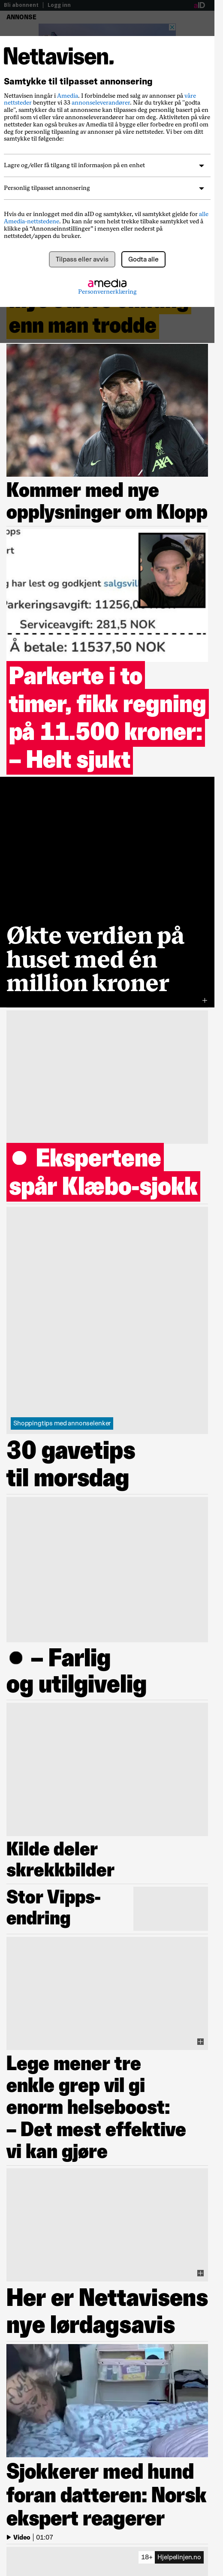 Bli abonnent | Logg inn
aID
ANNONSE
Nettavisen.
Samtykke til tilpasset annonsering
Nettavisen inngår i Amedia. I forbindelse med salg av annonser på våre
nettsteder benytter vi 33 annonseleverandører. Når du trykker på "godta
alle", samtykker du til at annonsene kan tilpasses deg personlig basert på en
profil som vi eller våre annonseleverandører har om deg. Aktiviteten på våre
nettsteder kan også brukes av Amedia til å bygge eller forbedre en profil om
deg for personlig tilpasning av annonser på våre nettsteder. Vi ber om ditt
samtykke til følgende:
Lagre og/eller få tilgang til informasjon på en enhet
Personlig tilpasset annonsering
Hvis du er innlogget med din aID og samtykker, vil samtykket gjelde for alle
Amedia-nettstedene. Du kan når som helst trekke tilbake samtykket ved å
klikke på “Annonseinnstillinger” i menyen eller nederst på
nettstedet/appen du bruker.
Tilpass eller avvis
Godta alle
amedia
Personvernerklæring
enn man trodde
Kommer med nye
opplysninger om Klopp
pps
rt
g har lest og godkjent salgsvil
Parkeringsavgift: 11256,0
Serviceavgift: 281,5 NOK
Å betale: 11537,50 NOK
Parkerte i to
timer, fikk regning
på 11.500 kroner:
– Helt sjukt
Økte verdien på
huset med én
million kroner
● Ekspertene
spår Klæbo-sjokk
Shoppingtips med annonselenker
30 gavetips
til morsdag
● – Farlig
og utilgivelig
Kilde deler
skrekkbilder
Stor Vipps-
endring
Lege mener tre
enkle grep vil gi
enorm helseboost:
– Det mest effektive
vi kan gjøre
Her er Nettavisens
nye lørdagsavis
Sjokkerer med hund
foran datteren: Norsk
ekspert reagerer
Video | 01:07
18+ Hjelpelinjen.no